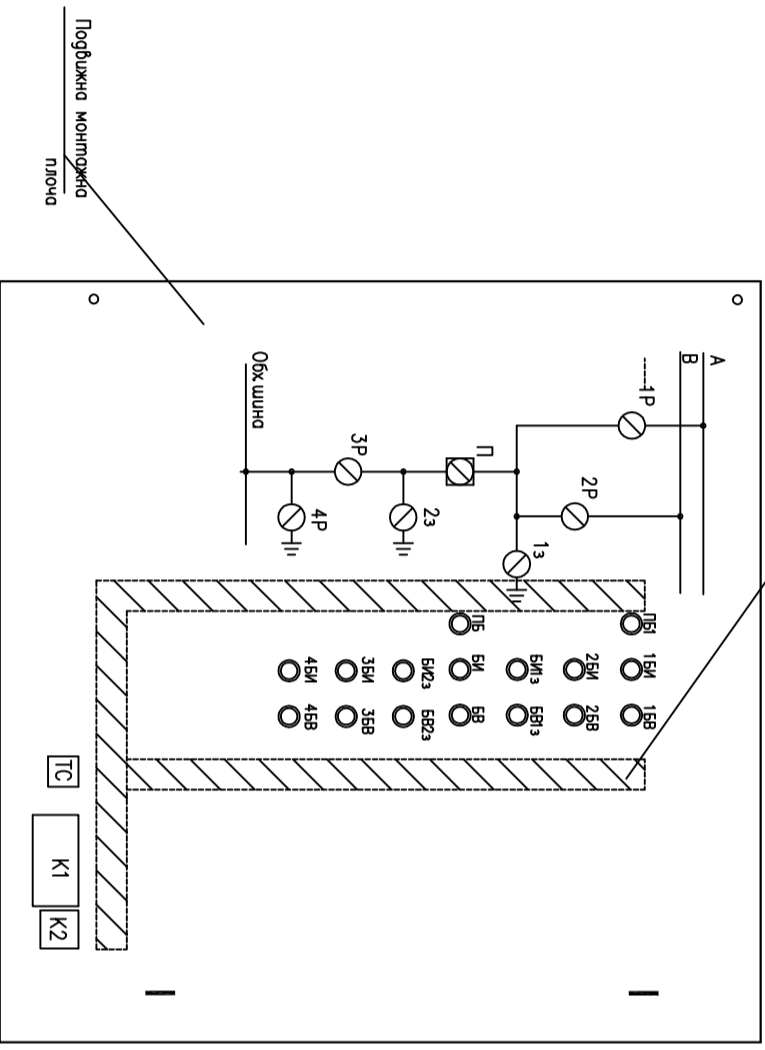 Подвижна монтажна
плоча
А
В
1Р
2Р
1з
П
2з
3Р
4Р
Обх.шина
ПБ1
1БИ
1БВ
2БИ
2БВ
БИ1з
БВ1з
ПБ
БИ
БВ
БИ2з
БВ2з
3БИ
3БВ
4БИ
4БВ
ТС
К1
К2